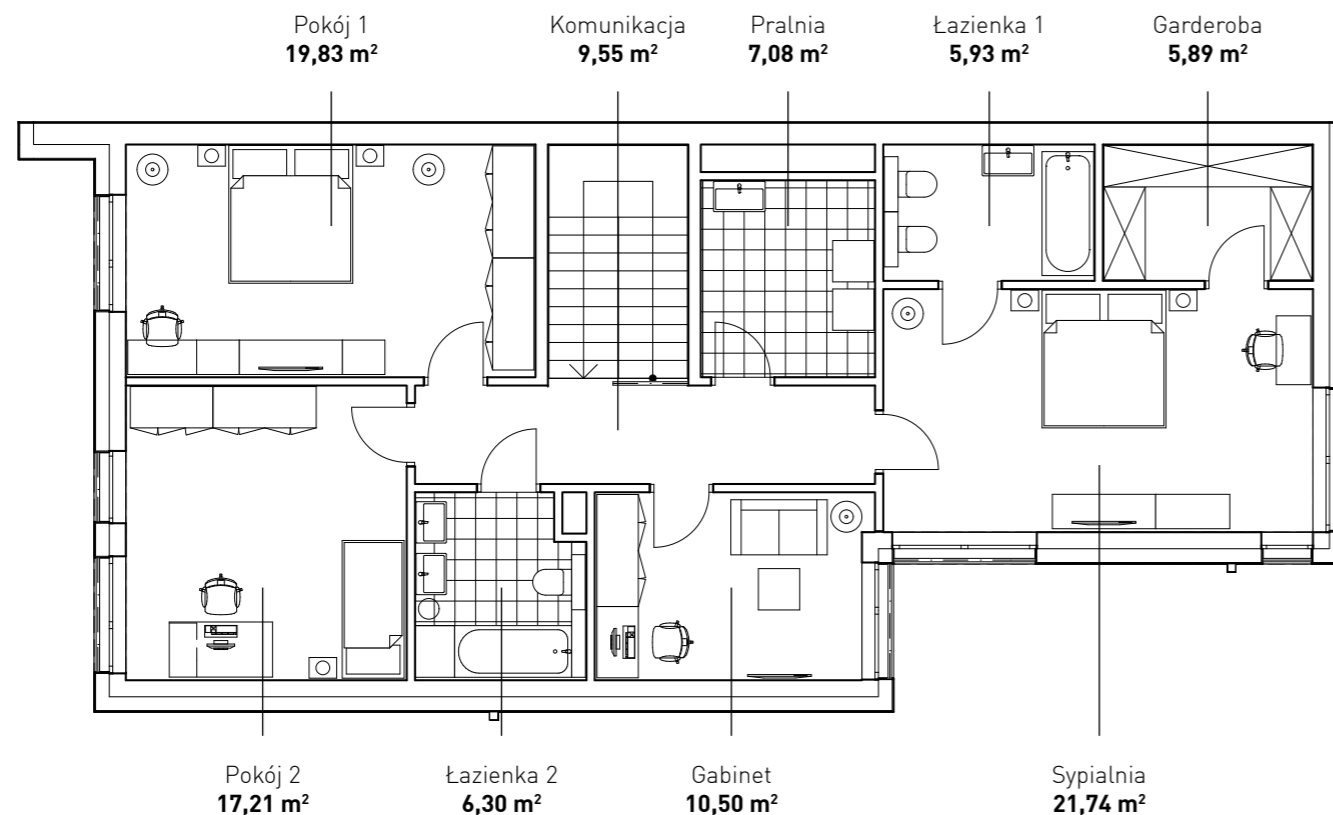 Pokój 1
19,83 m²
Komunikacja
9,55 m²
Pralnia
7,08 m²
Łazienka 1
5,93 m²
Garderoba
5,89 m²
Pokój 2
17,21 m²
Łazienka 2
6,30 m²
Gabinet
10,50 m²
Sypialnia
21,74 m²